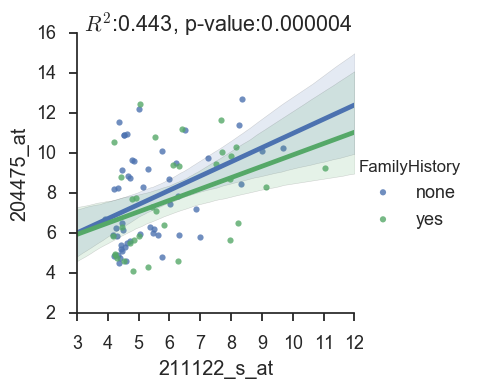 R²:0.443, p-value:0.000004
16
14
12
10
8
6
4
2
204475_at
3 4 5 6 7 8 9 10 11 12
211122_s_at
FamilyHistory
none
yes